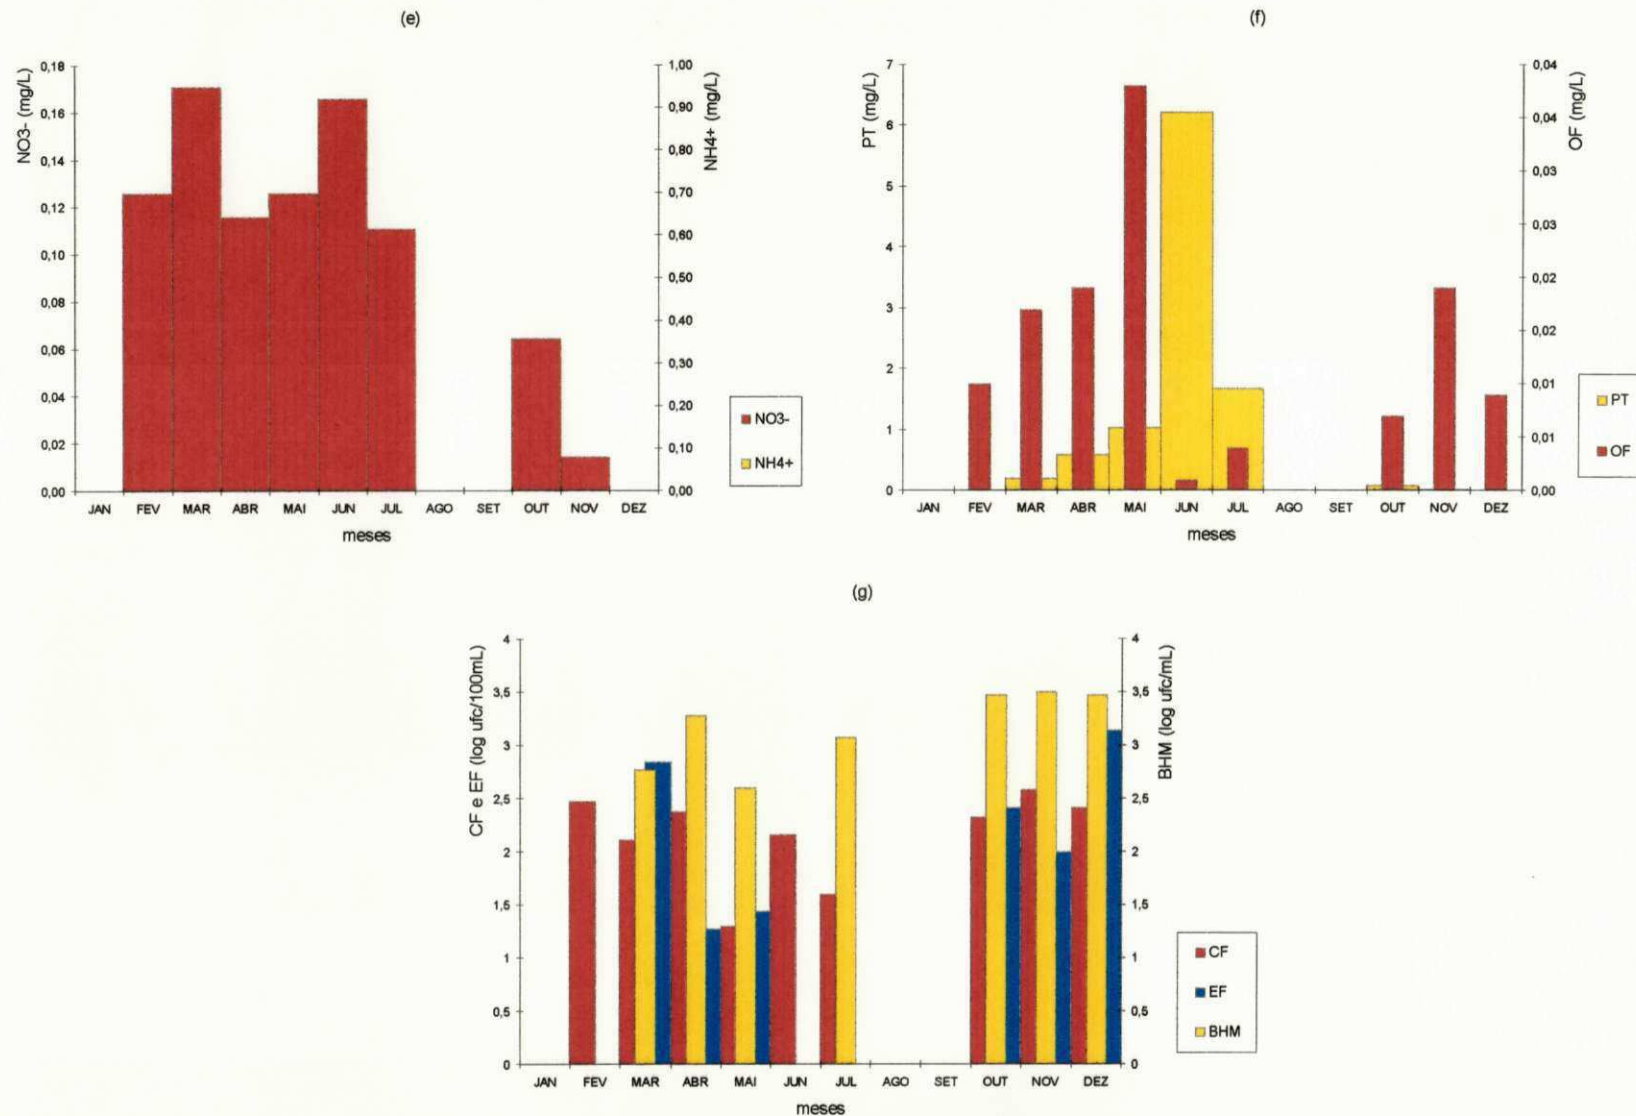 (e)
NO3- (mg/L)
0,18
0,16
0,14
0,12
0,10
0,08
0,06
0,04
0,02
0,00
NH4+ (mg/L)
1,00
0,90
0,80
0,70
0,60
0,50
0,40
0,30
0,20
0,10
0,00
JAN FEV MAR ABR MAI JUN JUL AGO SET OUT NOV DEZ
meses
NO3-
NH4+
(f)
PT (mg/L)
7
6
5
4
3
2
1
0
OF (mg/L)
0,04
0,04
0,03
0,03
0,02
0,02
0,01
0,01
0,00
JAN FEV MAR ABR MAI JUN JUL AGO SET OUT NOV DEZ
meses
PT
OF
(g)
CF e EF (log ufc/100mL)
4
3,5
3
2,5
2
1,5
1
0,5
0
BHM (log ufc/mL)
4
3,5
3
2,5
2
1,5
1
0,5
0
JAN FEV MAR ABR MAI JUN JUL AGO SET OUT NOV DEZ
meses
CF
EF
BHM